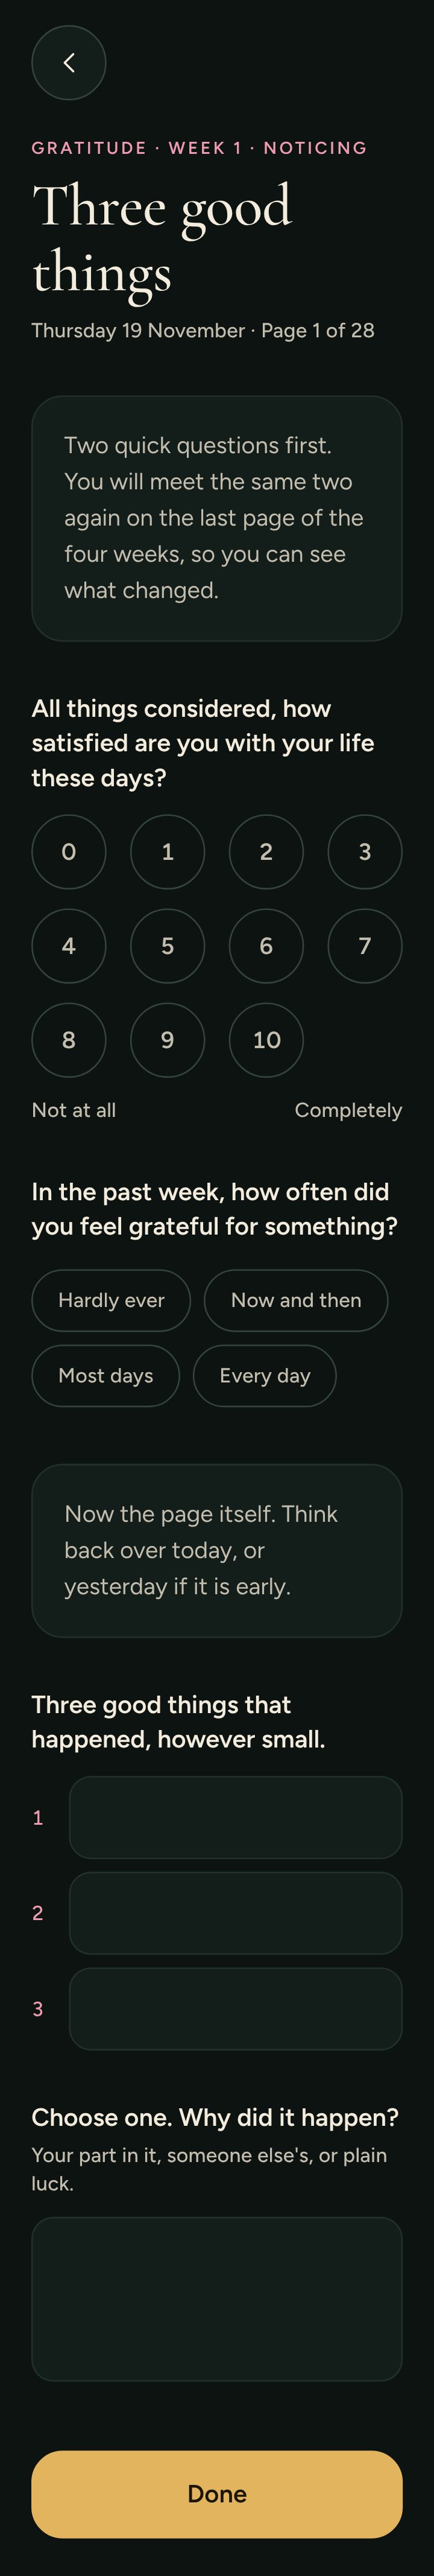 GRATITUDE · WEEK 1 · NOTICING
Three good
things
Thursday 19 November · Page 1 of 28
Two quick questions first.
You will meet the same two
again on the last page of the
four weeks, so you can see
what changed.
All things considered, how
satisfied are you with your life
these days?
0 1 2 3
4 5 6 7
8 9 10
Not at all Completely
In the past week, how often did
you feel grateful for something?
Hardly ever Now and then
Most days Every day
Now the page itself. Think
back over today, or
yesterday if it is early.
Three good things that
happened, however small.
1
2
3
Choose one. Why did it happen?
Your part in it, someone else's, or plain
luck.
Done